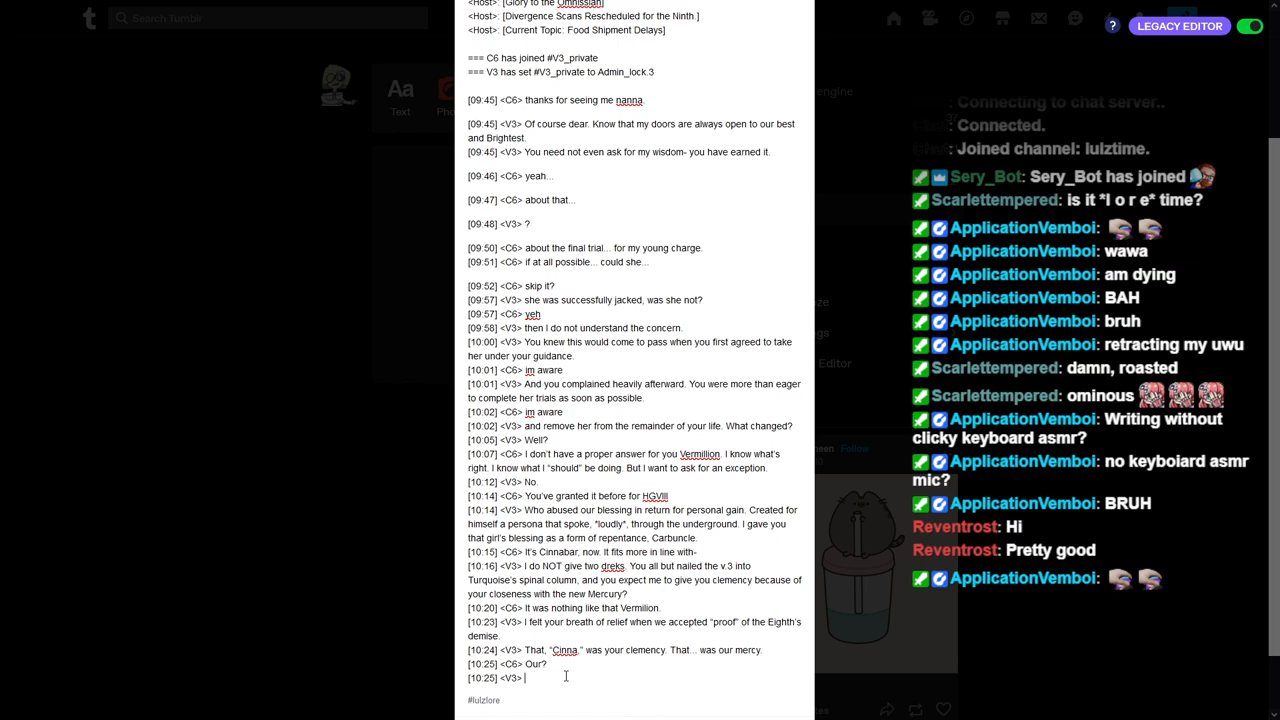 t
Search Tumblr
? LEGACY EDITOR
Aa
Text
<Host>: [Glory to the Omnissiah]
<Host>: [Divergence Scans Rescheduled for the Ninth.]
<Host>: [Current Topic: Food Shipment Delays]
=== C6 has joined #V3_private
=== V3 has set #V3_private to Admin_lock.3
[09:45] <C6> thanks for seeing me nanna.
[09:45] <V3> Of course dear. Know that my doors are always open to our best
and Brightest.
[09:45] <V3> You need not even ask for my wisdom- you have earned it.
[09:46] <C6> yeah...
[09:47] <C6> about that...
[09:48] <V3> ?
[09:50] <C6> about the final trial... for my young charge.
[09:51] <C6> if at all possible... could she...
[09:52] <C6> skip it?
[09:57] <V3> she was successfully jacked, was she not?
[09:57] <C6> yeh
[09:58] <V3> then I do not understand the concern.
[10:00] <V3> You knew this would come to pass when you first agreed to take
her under your guidance.
[10:01] <C6> im aware
[10:01] <V3> And you complained heavily afterward. You were more than eager
to complete her trials as soon as possible.
[10:02] <C6> im aware
[10:02] <V3> and remove her from the remainder of your life. What changed?
[10:05] <V3> Well?
[10:07] <C6> I don’t have a proper answer for you Vermillion. I know what’s
right. I know what I “should” be doing. But I want to ask for an exception.
[10:12] <V3> No.
[10:14] <C6> You’ve granted it before for HGVIII
[10:14] <V3> Who abused our blessing in return for personal gain. Created for
himself a persona that spoke, *loudly*, through the underground. I gave you
that girl’s blessing as a form of repentance, Carbuncle.
[10:15] <C6> It’s Cinnabar, now. It fits more in line with-
[10:16] <V3> I do NOT give two dreks. You all but nailed the v.3 into
Turquoise’s spinal column, and you expect me to give you clemency because of
your closeness with the new Mercury?
[10:20] <C6> It was nothing like that Vermilion.
[10:23] <V3> I felt your breath of relief when we accepted “proof” of the Eighth’s
demise.
[10:24] <V3> That, “Cinna,” was your clemency. That... was our mercy.
[10:25] <C6> Our?
[10:25] <V3>
#lulzlore
engine
Editor
Follow
: Connecting to chat server..
: Connected.
: Joined channel: lulztime.
Sery_Bot: Sery_Bot has joined
Scarlettempered: is it *l o r e* time?
ApplicationVemboi:
ApplicationVemboi: wawa
ApplicationVemboi: am dying
ApplicationVemboi: BAH
ApplicationVemboi: bruh
ApplicationVemboi: retracting my uwu
Scarlettempered: damn, roasted
Scarlettempered: ominous
ApplicationVemboi: Writing without
clicky keyboard asmr?
ApplicationVemboi: no keyboiard asmr
mic?
ApplicationVemboi: BRUH
Reventrost: Hi
Reventrost: Pretty good
ApplicationVemboi: